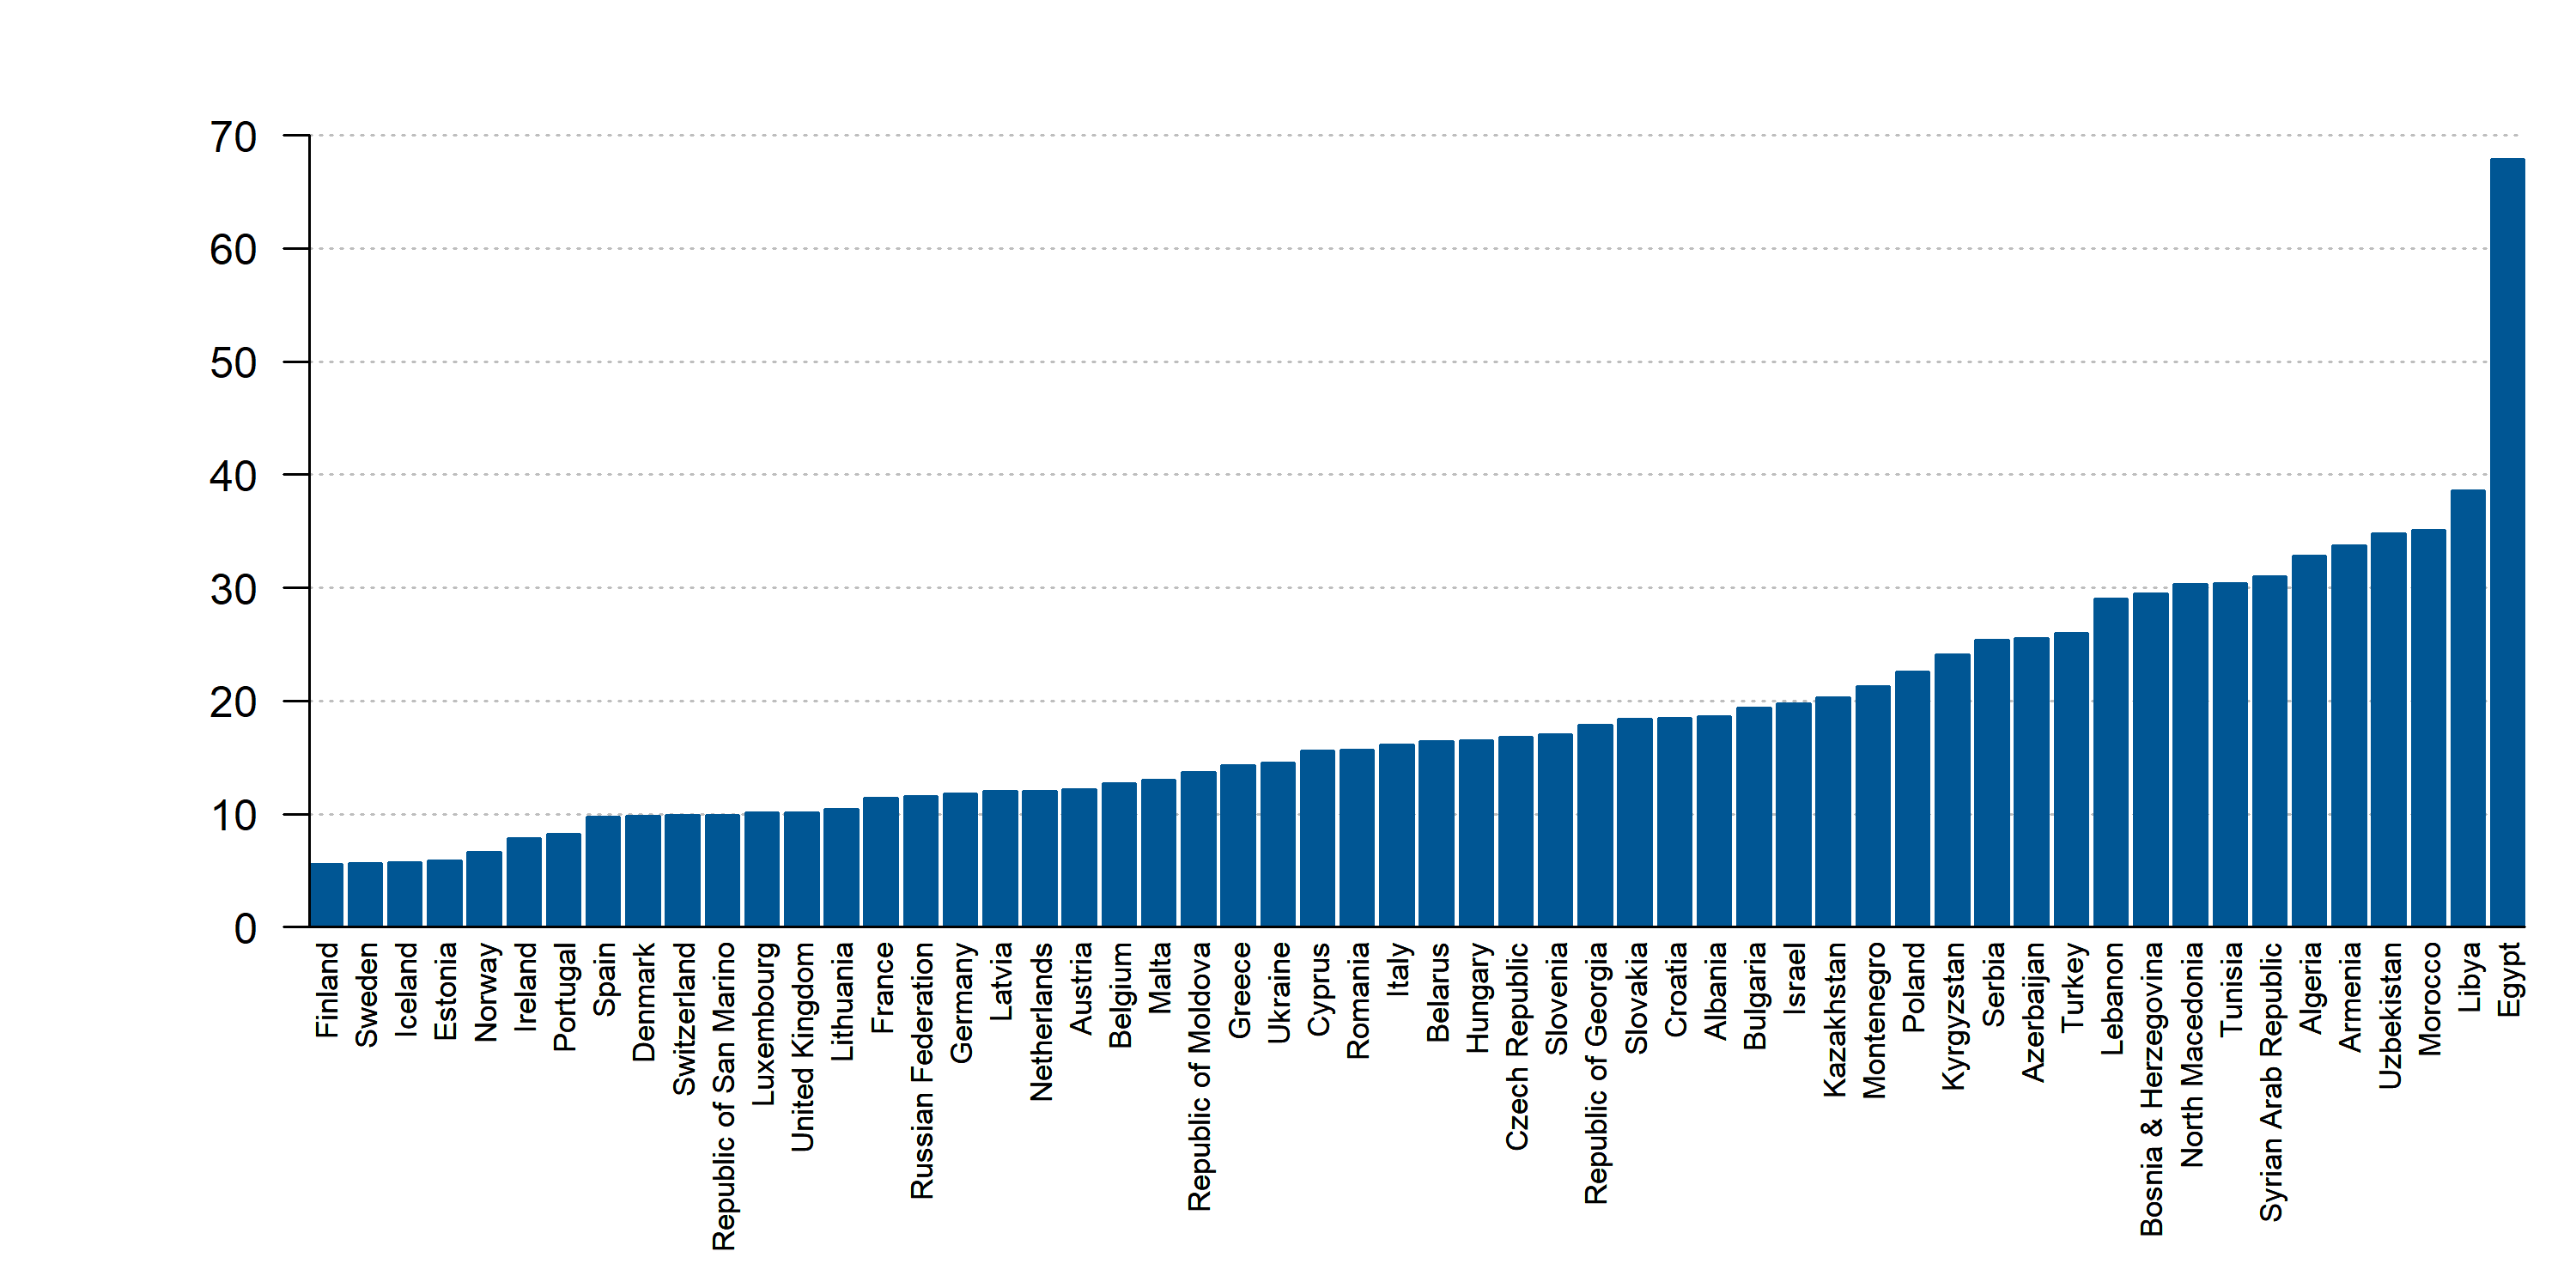 70
60
50
40
30
20
10
0
Finland
Sweden
Iceland
Estonia
Norway
Ireland
Portugal
Spain
Denmark
Switzerland
Republic of San Marino
Luxembourg
United Kingdom
Lithuania
France
Russian Federation
Germany
Latvia
Netherlands
Austria
Belgium
Malta
Republic of Moldova
Greece
Ukraine
Cyprus
Romania
Italy
Belarus
Hungary
Czech Republic
Slovenia
Republic of Georgia
Slovakia
Croatia
Albania
Bulgaria
Israel
Kazakhstan
Montenegro
Poland
Kyrgyzstan
Serbia
Azerbaijan
Turkey
Lebanon
Bosnia & Herzegovina
North Macedonia
Tunisia
Syrian Arab Republic
Algeria
Armenia
Uzbekistan
Morocco
Libya
Egypt